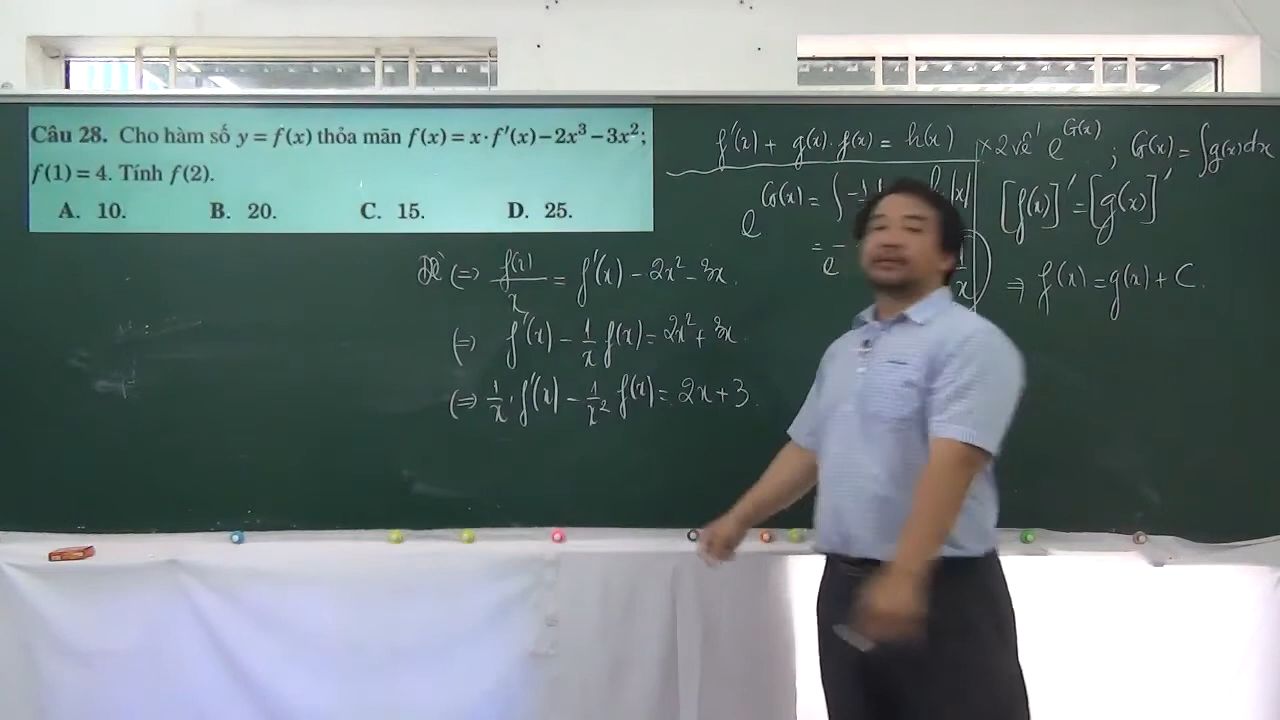 Câu 28. Cho hàm số y = f(x) thỏa mãn f(x) = x · f'(x) − 2x³ − 3x²;
f(1) = 4. Tính f(2).
A. 10. B. 20. C. 15. D. 25.
f'(x) + g(x) · f(x) = h(x) | × 2 vế e^{G(x)} ; G(x) = ∫g(x)dx
e^{G(x)} = ∫ −
= e^{−
[f(x)]' = [g(x)]'
⇒ f(x) = g(x) + C.
Đề ⇔ f(x)/x = f'(x) − 2x² − 3x.
⇔ f'(x) − 1/x f(x) = 2x² + 3x.
⇔ 1/x · f'(x) − 1/x² f(x) = 2x + 3.